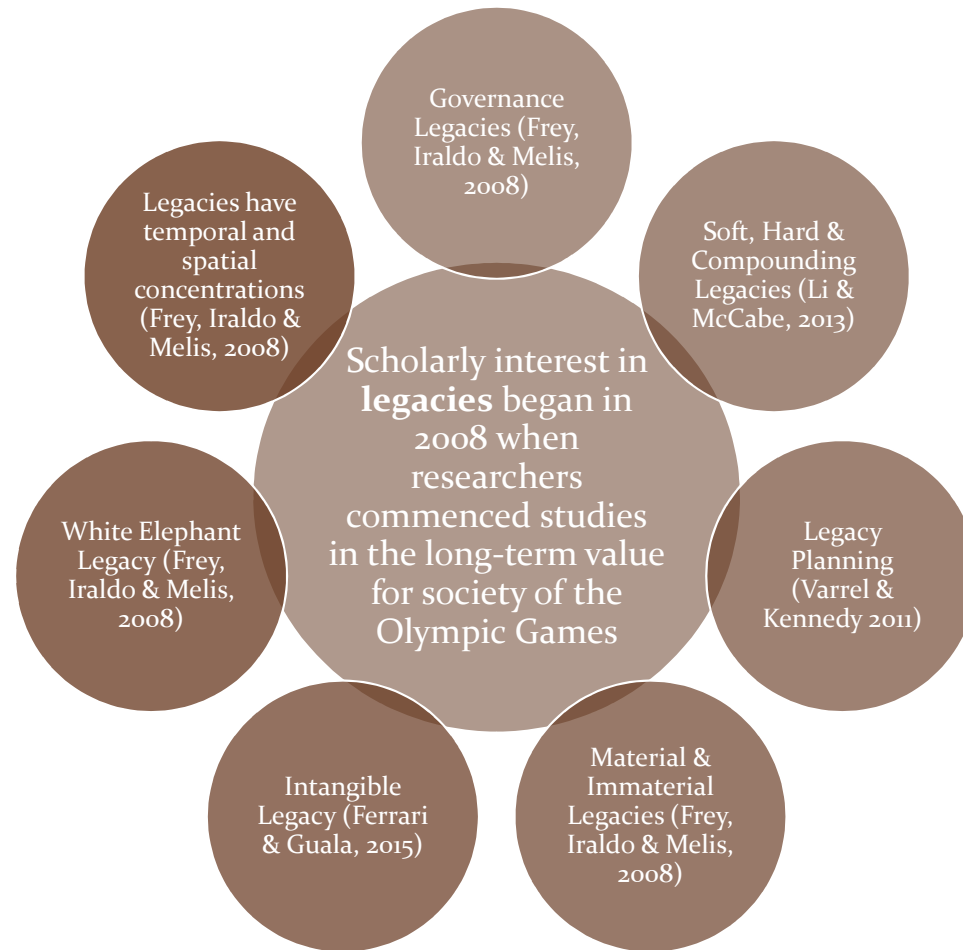 Governance
Legacies (Frey,
Iraldo & Melis,
2008)
Soft, Hard &
Compounding
Legacies (Li &
McCabe, 2013)
Legacy
Planning
(Varrel &
Kennedy 2011)
Material &
Immaterial
Legacies (Frey,
Iraldo & Melis,
2008)
Intangible
Legacy (Ferrari
& Guala, 2015)
White Elephant
Legacy (Frey,
Iraldo & Melis,
2008)
Legacies have
temporal and
spatial
concentrations
(Frey, Iraldo &
Melis, 2008)
Scholarly interest in
legacies began in
2008 when
researchers
commenced studies
in the long-term value
for society of the
Olympic Games